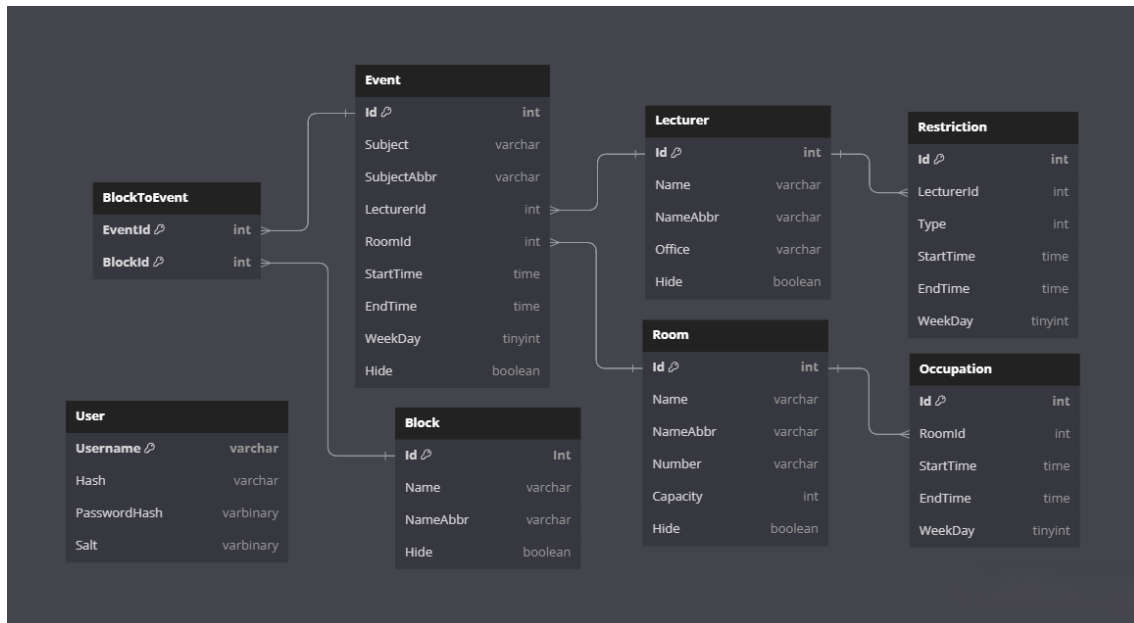 Event
Id int
Subject varchar
SubjectAbbr varchar
LecturerId int
RoomId int
StartTime time
EndTime time
WeekDay tinyint
Hide boolean
Lecturer
Id int
Name varchar
NameAbbr varchar
Office varchar
Hide boolean
Restriction
Id int
LecturerId int
Type int
StartTime time
EndTime time
WeekDay tinyint
BlockToEvent
EventId int
BlockId int
Room
Id int
Name varchar
NameAbbr varchar
Number varchar
Capacity int
Hide boolean
Occupation
Id int
RoomId int
StartTime time
EndTime time
WeekDay tinyint
User
Username varchar
Hash varchar
PasswordHash varbinary
Salt varbinary
Block
Id Int
Name varchar
NameAbbr varchar
Hide boolean